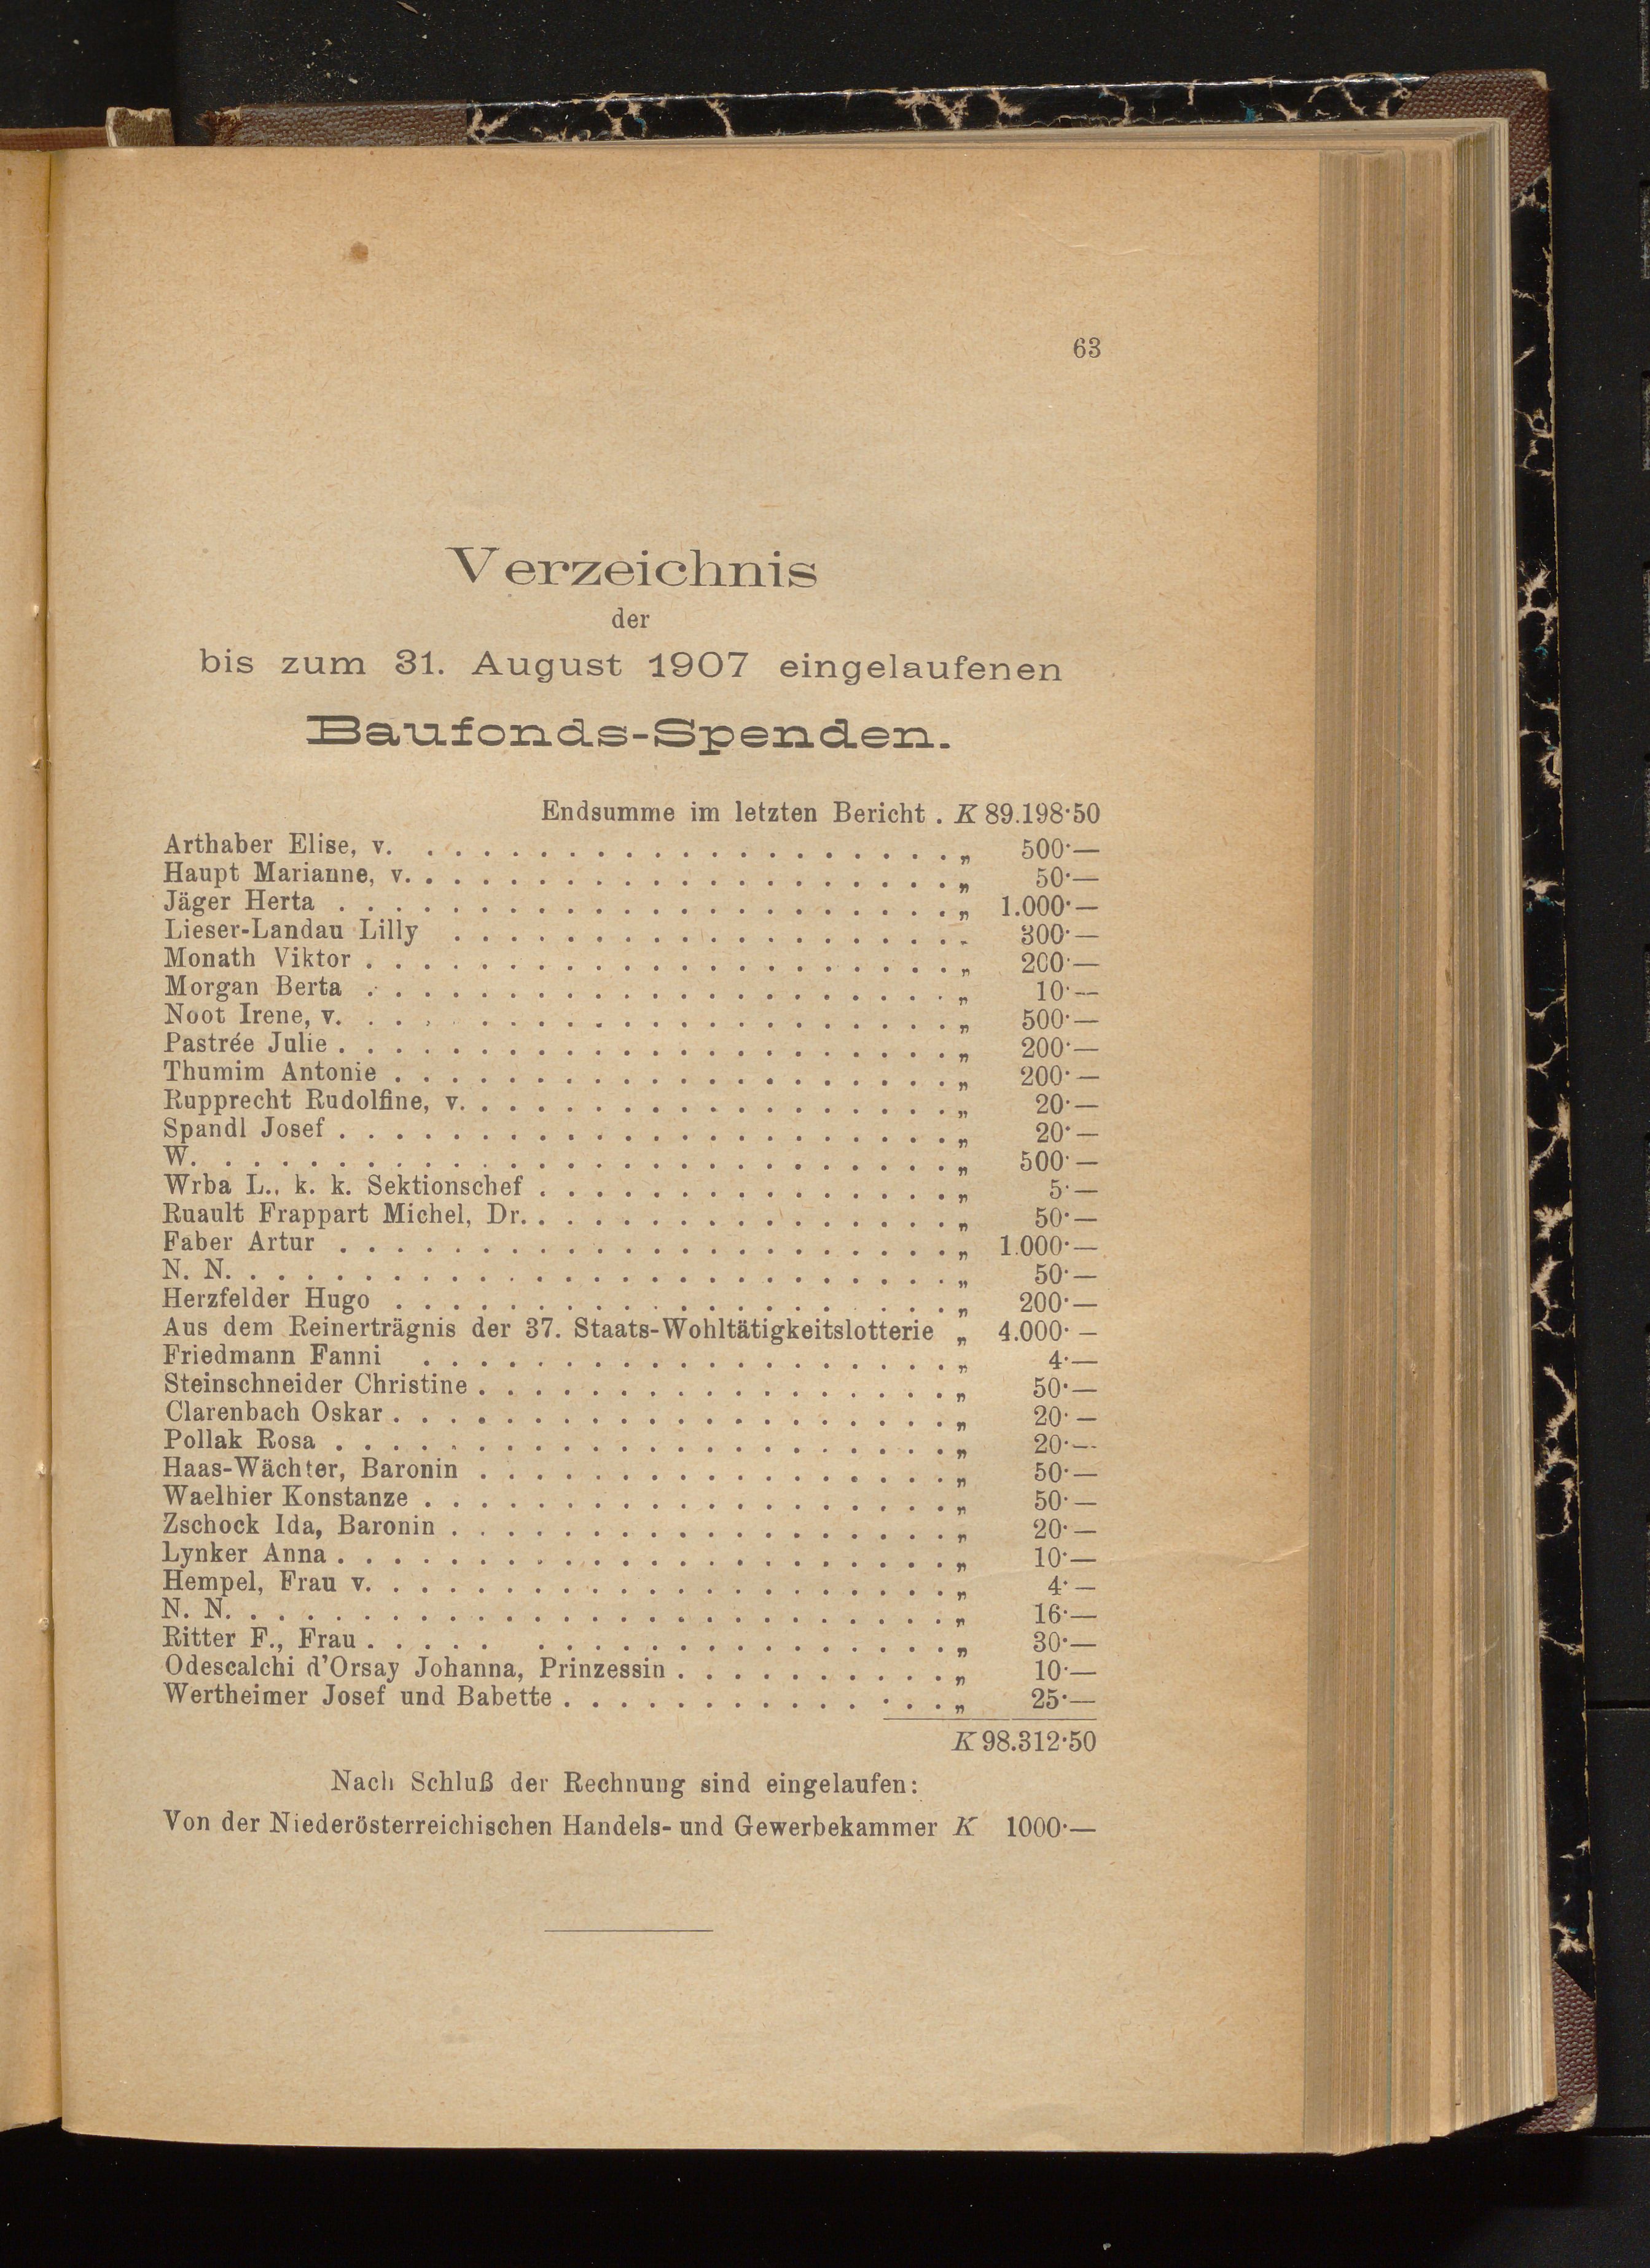 63
Verzeichnis
der
bis zum 31. August 1907 eingelaufenen
Baufonds-Spenden.
Endsumme im letzten Bericht . K 89.198·50
Arthaber Elise, v. . . . . . . . . . . . . . . . . . . . „ 500·—
Haupt Marianne, v. . . . . . . . . . . . . . . . . . . . „ 50·—
Jäger Herta . . . . . . . . . . . . . . . . . . . . . . „ 1.000·—
Lieser-Landau Lilly . . . . . . . . . . . . . . . . . . „ 300·—
Monath Viktor . . . . . . . . . . . . . . . . . . . . . „ 200·—
Morgan Berta . . . . . . . . . . . . . . . . . . . . . „ 10·—
Noot Irene, v. . . . . . . . . . . . . . . . . . . . . . „ 500·—
Pastrée Julie . . . . . . . . . . . . . . . . . . . . . . „ 200·—
Thumim Antonie . . . . . . . . . . . . . . . . . . . . „ 200·—
Rupprecht Rudolfine, v. . . . . . . . . . . . . . . . . . „ 20·—
Spandl Josef . . . . . . . . . . . . . . . . . . . . . . „ 20·—
W. . . . . . . . . . . . . . . . . . . . . . . . . . . . „ 500·—
Wrba L., k. k. Sektionschef . . . . . . . . . . . . . . . „ 5·—
Ruault Frappart Michel, Dr. . . . . . . . . . . . . . . . „ 50·—
Faber Artur . . . . . . . . . . . . . . . . . . . . . . „ 1.000·—
N. N. . . . . . . . . . . . . . . . . . . . . . . . . . „ 50·—
Herzfelder Hugo . . . . . . . . . . . . . . . . . . . . „ 200·—
Aus dem Reinerträgnis der 37. Staats-Wohltätigkeitslotterie „ 4.000·—
Friedmann Fanni . . . . . . . . . . . . . . . . . . . „ 4·—
Steinschneider Christine . . . . . . . . . . . . . . . . . „ 50·—
Clarenbach Oskar . . . . . . . . . . . . . . . . . . . . „ 20·—
Pollak Rosa . . . . . . . . . . . . . . . . . . . . . . „ 20·—
Haas-Wächter, Baronin . . . . . . . . . . . . . . . . . „ 50·—
Waelhier Konstanze . . . . . . . . . . . . . . . . . . . „ 50·—
Zschock Ida, Baronin . . . . . . . . . . . . . . . . . . „ 20·—
Lynker Anna . . . . . . . . . . . . . . . . . . . . . . „ 10·—
Hempel, Frau v. . . . . . . . . . . . . . . . . . . . . . „ 4·—
N. N. . . . . . . . . . . . . . . . . . . . . . . . . . „ 16·—
Ritter F., Frau . . . . . . . . . . . . . . . . . . . . „ 30·—
Odescalchi d'Orsay Johanna, Prinzessin . . . . . . . . . . „ 10·—
Wertheimer Josef und Babette . . . . . . . . . . . . . . „ 25·—
K 98.312·50
Nach Schluß der Rechnung sind eingelaufen:
Von der Niederösterreichischen Handels- und Gewerbekammer K 1000·—